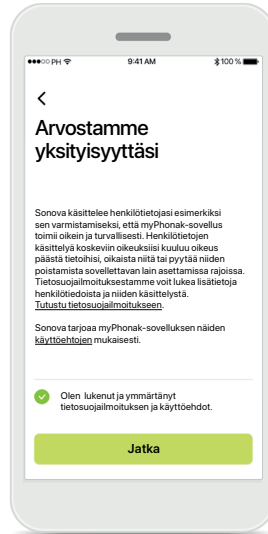 PH 9:41 AM 100 %
Arvostamme
yksityisyyttäsi
Sonova käsittelee henkilötietojasi esimerkiksi
sen varmistamiseksi, että myPhonak-sovellus
toimii oikein ja turvallisesti. Henkilötietojen
käsittelyä koskeviin oikeuksiisi kuuluu oikeus
päästä tietoihisi, oikaista niitä tai pyytää niiden
poistamista sovellettavan lain asettamissa rajoissa.
Tietosuojailmoituksestamme voit lukea lisätietoja
henkilötiedoista ja niiden käsittelystä.
Tutustu tietosuojailmoitukseen.
Sonova tarjoaa myPhonak-sovelluksen näiden
käyttöehtojen mukaisesti.
Olen lukenut ja ymmärtänyt
tietosuojailmoituksen ja käyttöehdot.
Jatka